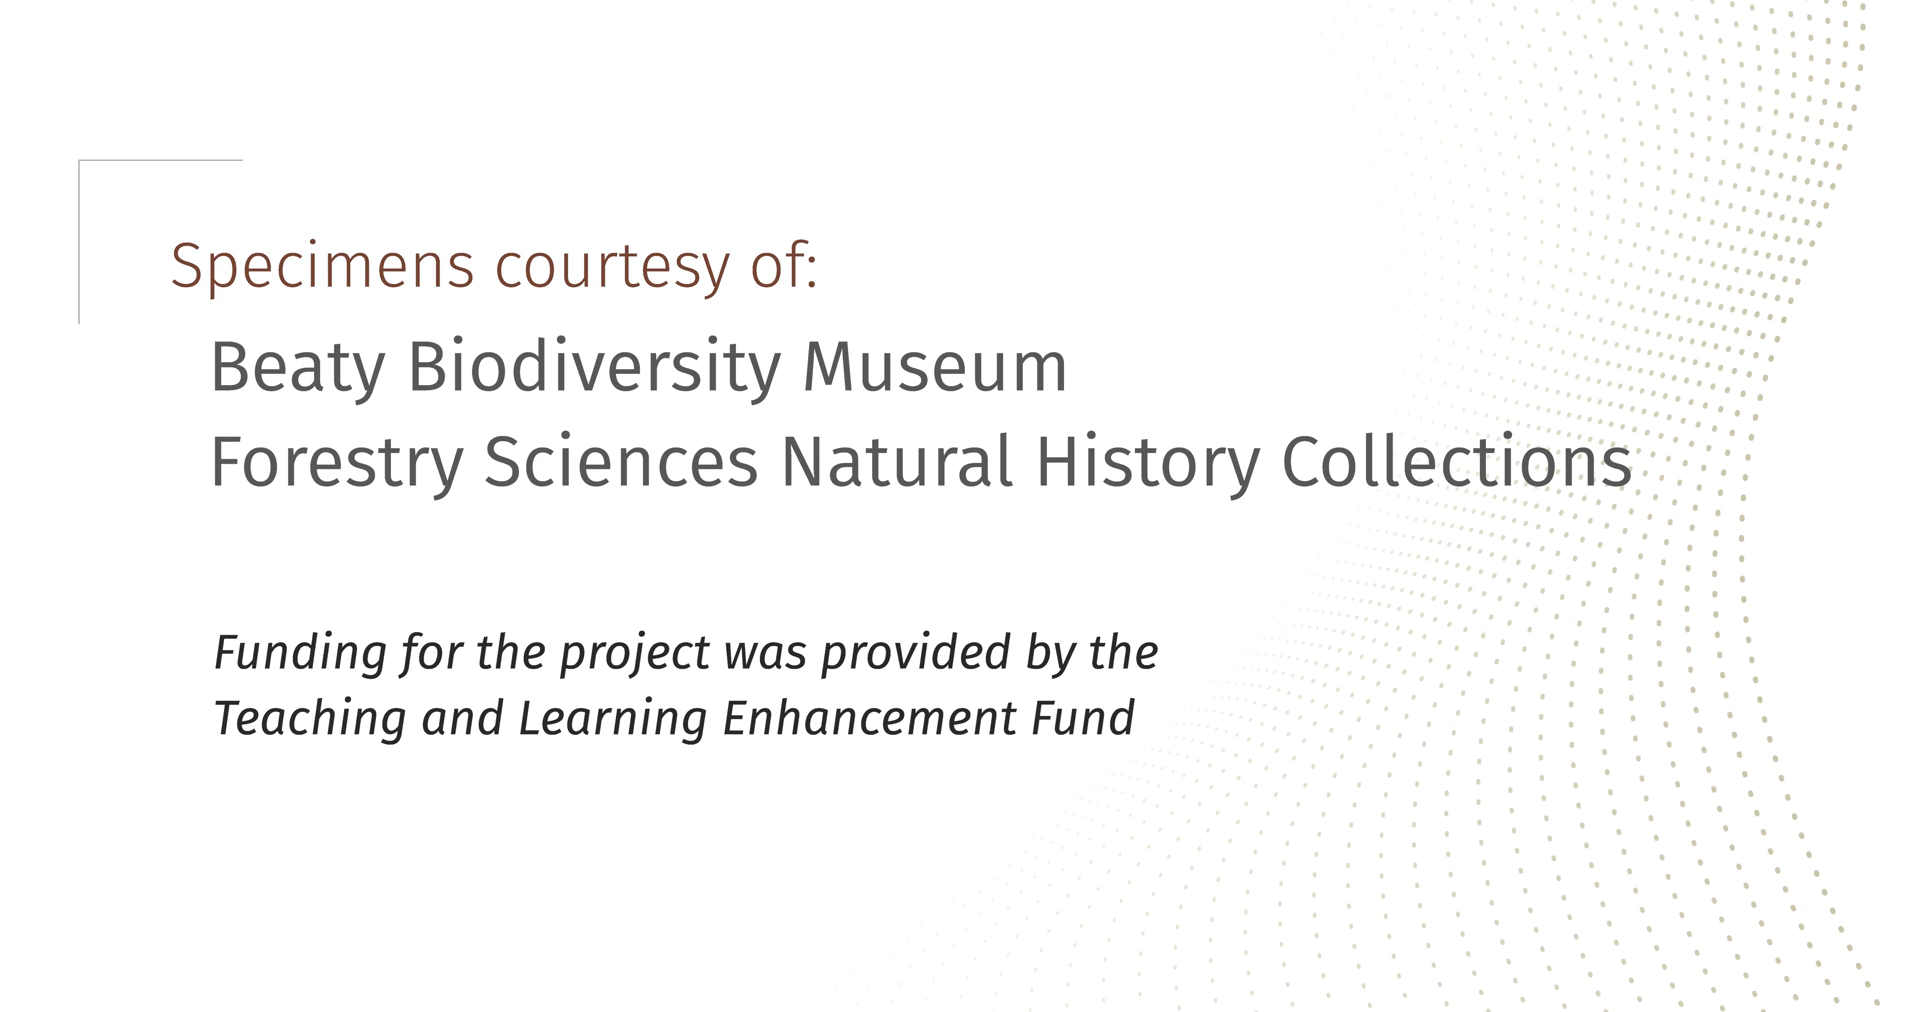 Specimens courtesy of:
Beaty Biodiversity Museum
Forestry Sciences Natural History Collections
Funding for the project was provided by the
Teaching and Learning Enhancement Fund